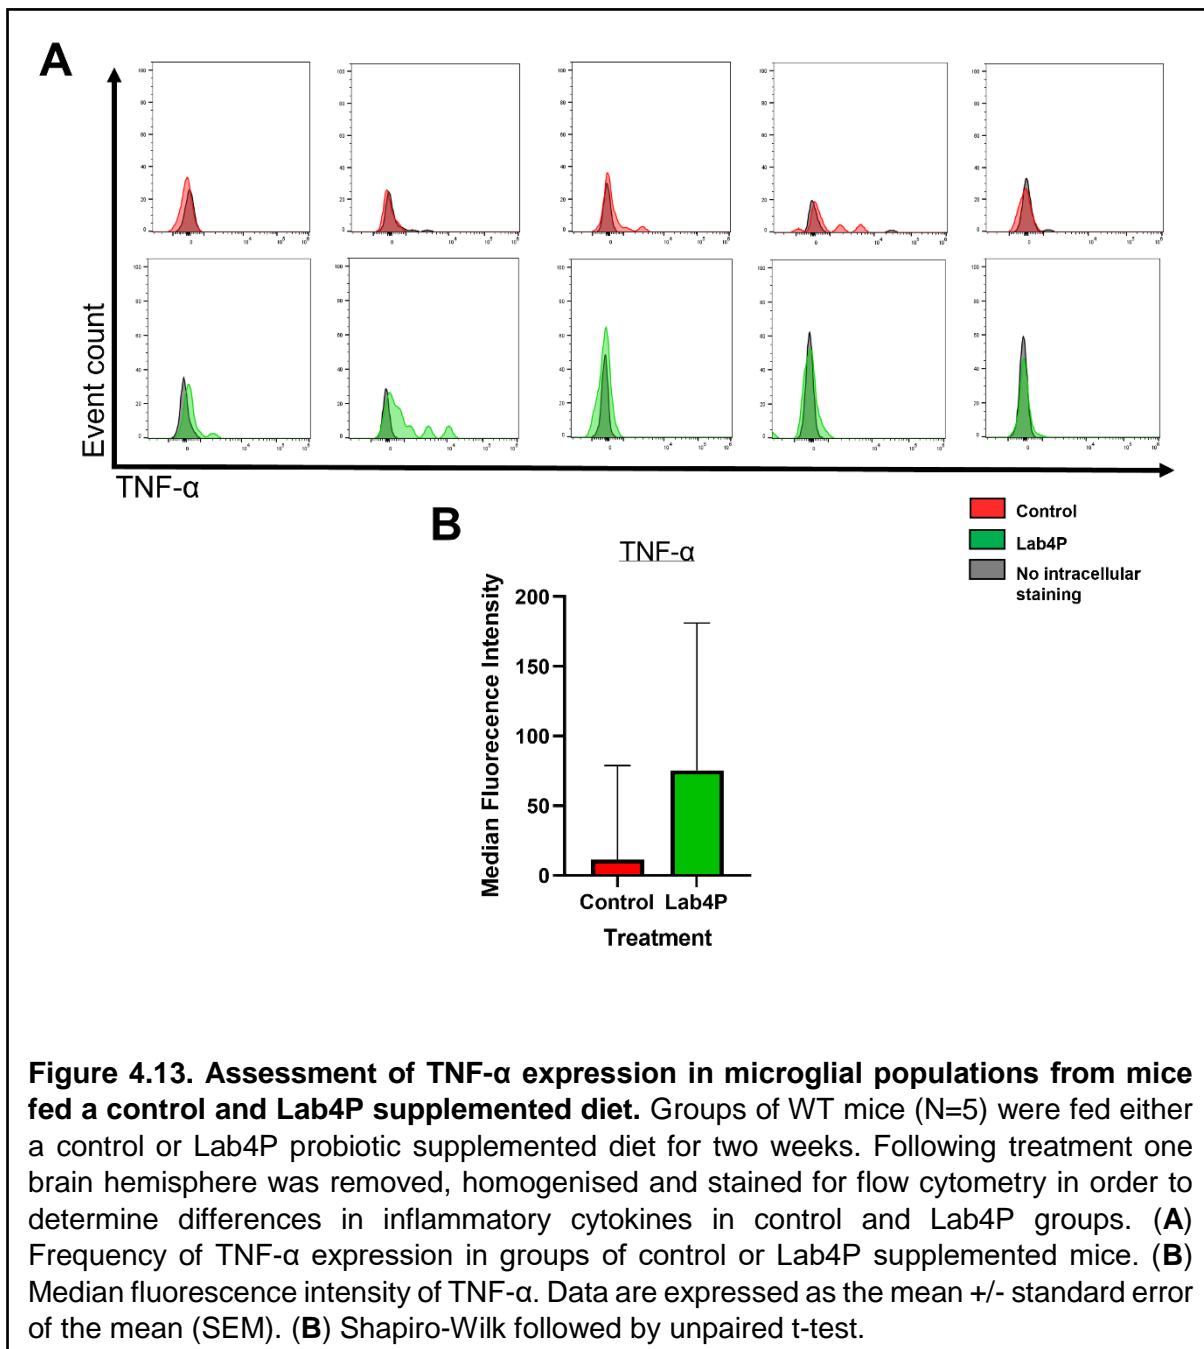 A
Event count
TNF-α
Control
Lab4P
No intracellular
staining
B
TNF-α
Median Fluorecence Intensity
200
150
100
50
0
Control Lab4P
Treatment
Figure 4.13. Assessment of TNF-α expression in microglial populations from mice
fed a control and Lab4P supplemented diet. Groups of WT mice (N=5) were fed either
a control or Lab4P probiotic supplemented diet for two weeks. Following treatment one
brain hemisphere was removed, homogenised and stained for flow cytometry in order to
determine differences in inflammatory cytokines in control and Lab4P groups. (A)
Frequency of TNF-α expression in groups of control or Lab4P supplemented mice. (B)
Median fluorescence intensity of TNF-α. Data are expressed as the mean +/- standard error
of the mean (SEM). (B) Shapiro-Wilk followed by unpaired t-test.